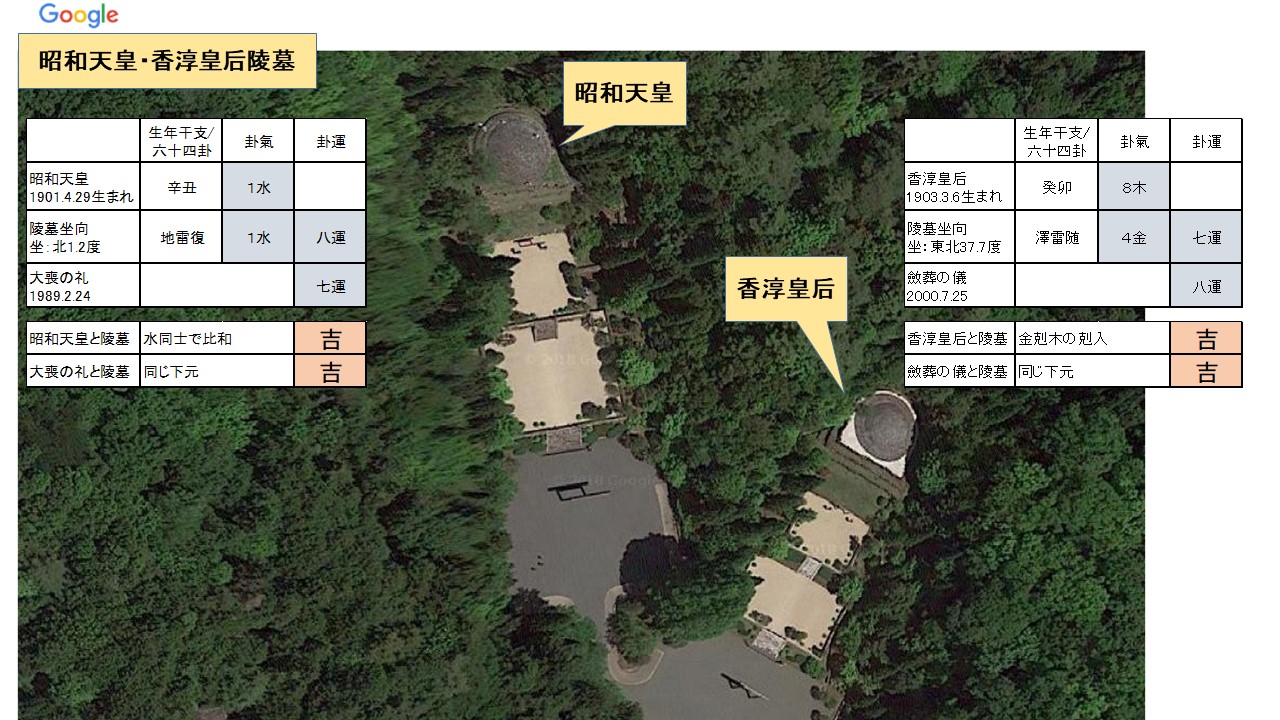 Google
昭和天皇・香淳皇后陵墓
昭和天皇
生年干支/
六十四卦
卦氣
卦運
昭和天皇
1901.4.29生まれ
辛丑
1水
陵墓坐向
坐：北1.2度
地雷復
1水
八運
大喪の礼
1989.2.24
七運
昭和天皇と陵墓
水同士で比和
吉
大喪の礼と陵墓
同じ下元
吉
生年干支/
六十四卦
卦氣
卦運
香淳皇后
1903.3.6生まれ
癸卯
8木
陵墓坐向
坐：東北37.7度
澤雷随
4金
七運
斂葬の儀
2000.7.25
八運
香淳皇后と陵墓
金剋木の剋入
吉
斂葬の儀と陵墓
同じ下元
吉
香淳皇后